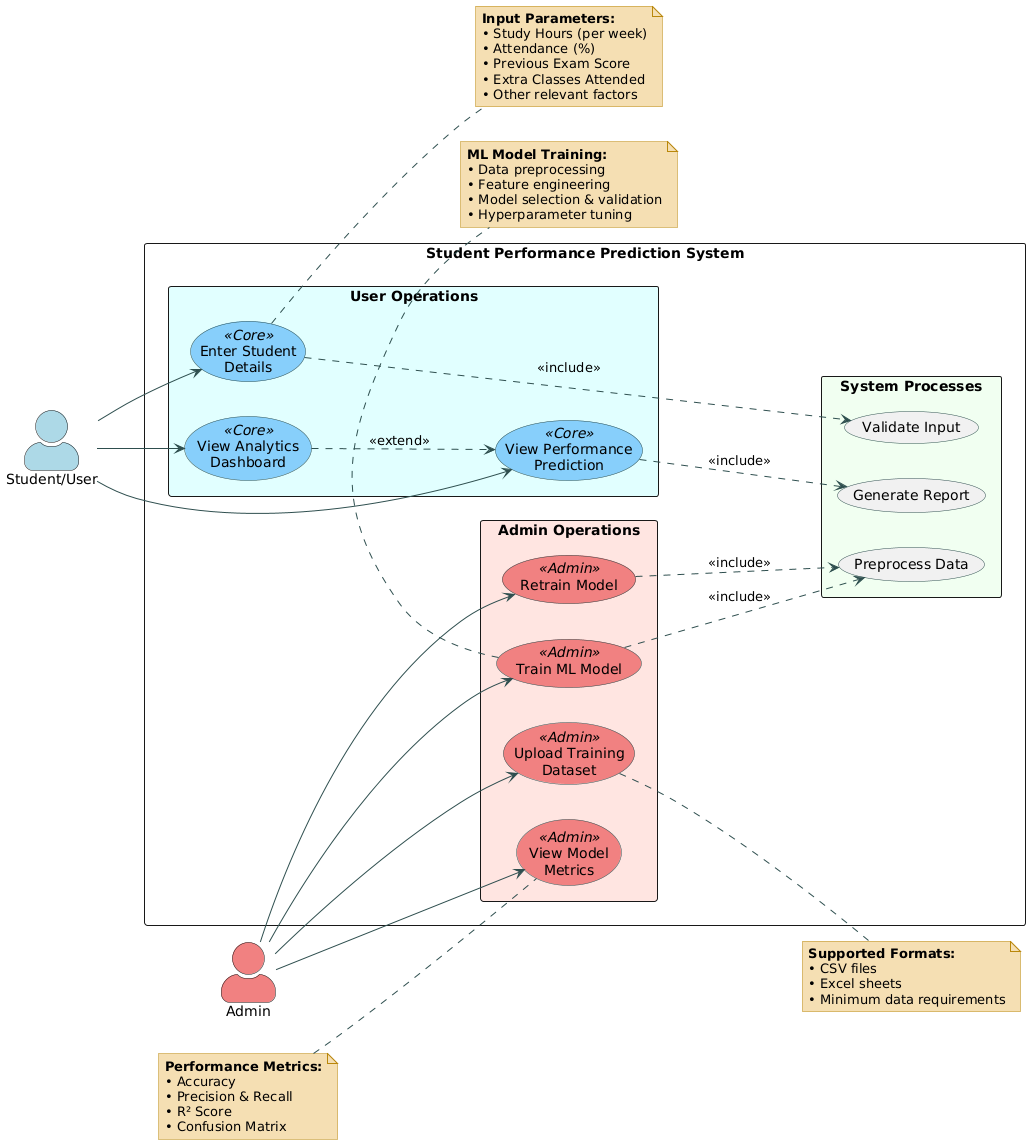 Input Parameters:
• Study Hours (per week)
• Attendance (%)
• Previous Exam Score
• Extra Classes Attended
• Other relevant factors
ML Model Training:
• Data preprocessing
• Feature engineering
• Model selection & validation
• Hyperparameter tuning
Student Performance Prediction System
User Operations
«Core»
Enter Student
Details
«include»
«Core»
View Analytics
Dashboard
«extend»
«Core»
View Performance
Prediction
«include»
Student/User
System Processes
Validate Input
Generate Report
Preprocess Data
Admin Operations
«Admin»
Retrain Model
«include»
«Admin»
Train ML Model
«include»
«Admin»
Upload Training
Dataset
«Admin»
View Model
Metrics
Admin
Supported Formats:
• CSV files
• Excel sheets
• Minimum data requirements
Performance Metrics:
• Accuracy
• Precision & Recall
• R² Score
• Confusion Matrix